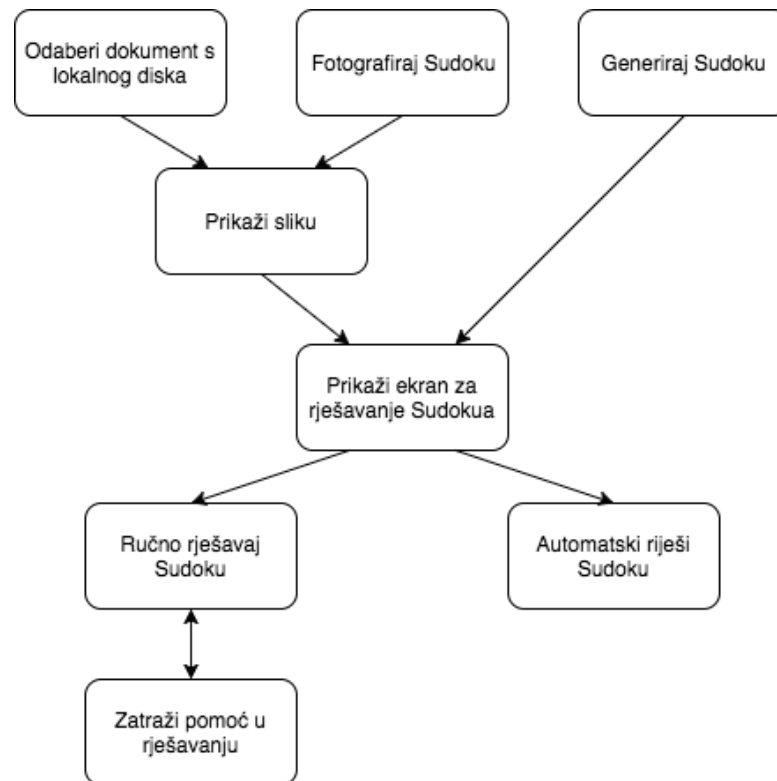 Odaberi dokument s
lokalnog diska
Fotografiraj Sudoku
Generiraj Sudoku
Prikaži sliku
Prikaži ekran za
rješavanje Sudokua
Ručno rješavaj
Sudoku
Automatski riješi
Sudoku
Zatraži pomoć u
rješavanju